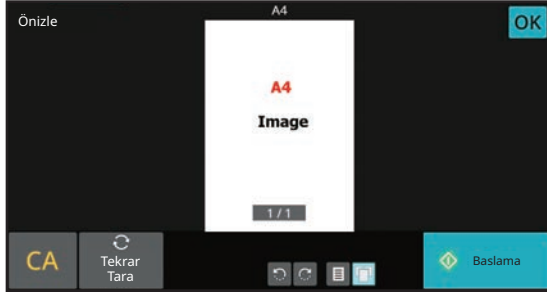 A4
Önizle
OK
A4
Image
1 / 1
CA
Tekrar
Tara
Baslama